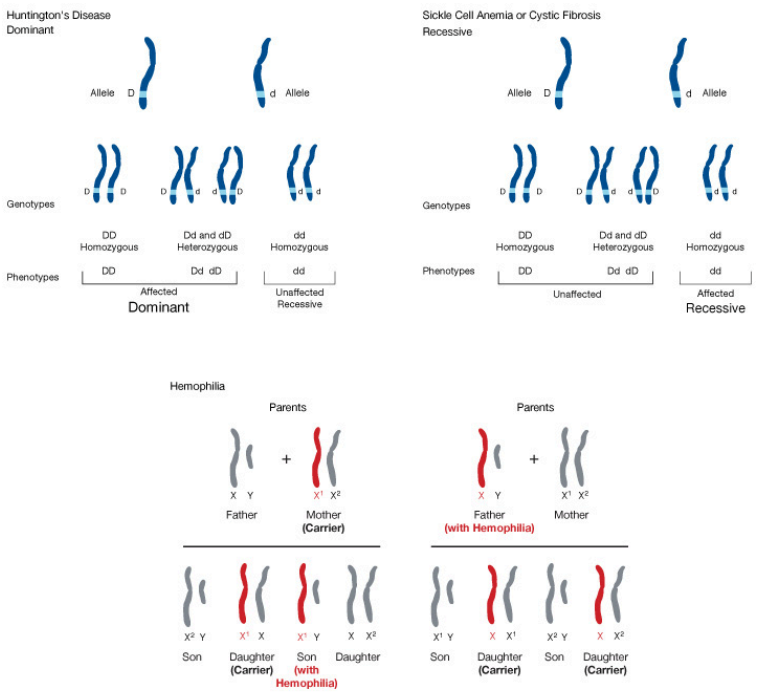 Huntington's Disease
Dominant
Allele D
d Allele
D D D d d D d d
Genotypes
DD
Homozygous
Dd and dD
Heterozygous
dd
Homozygous
Phenotypes
DD
Dd dD
dd
Affected
Dominant
Unaffected
Recessive
Sickle Cell Anemia or Cystic Fibrosis
Recessive
Allele D
d Allele
D D D d d D d d
Genotypes
DD
Homozygous
Dd and dD
Heterozygous
dd
Homozygous
Phenotypes
DD
Dd dD
dd
Unaffected
Affected
Recessive
Hemophilia
Parents
+
X Y
X¹ X²
Father
Mother
(Carrier)
X² Y
X¹ X
X¹ Y
X X²
Son
Daughter
(Carrier)
Son
(with
Hemophilia)
Daughter
Parents
+
X Y
X¹ X²
Father
(with Hemophilia)
Mother
X¹ Y
X X¹
X² Y
X X²
Son
Daughter
(Carrier)
Son
Daughter
(Carrier)